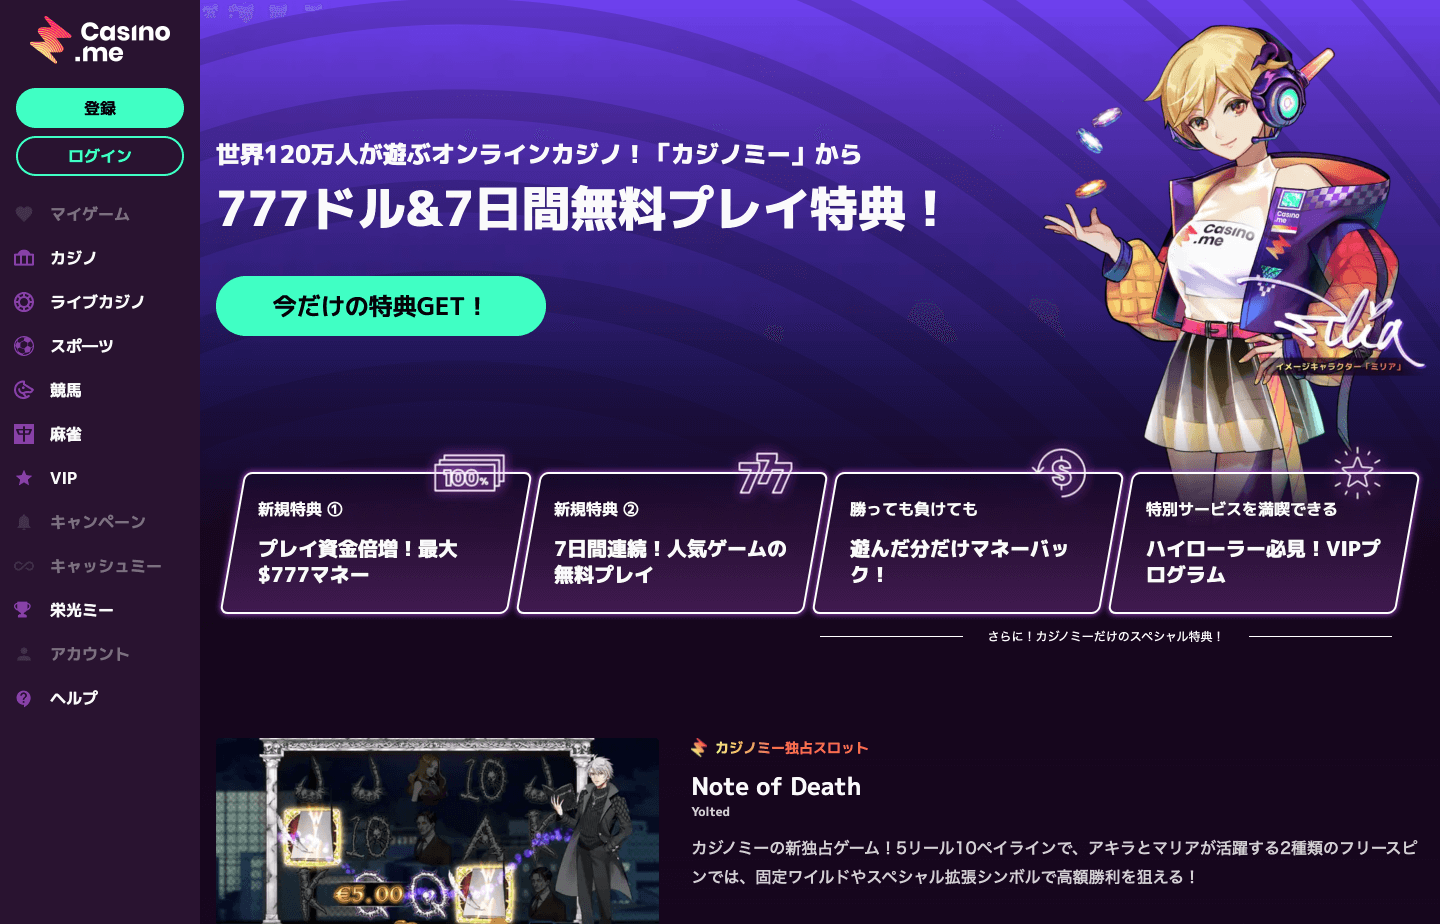 Casino
.me
登録
ログイン
マイゲーム
カジノ
ライブカジノ
スポーツ
競馬
麻雀
VIP
キャンペーン
キャッシュミー
栄光ミー
アカウント
ヘルプ
世界120万人が遊ぶオンラインカジノ！「カジノミー」から
777ドル&7日間無料プレイ特典！
今だけの特典GET！
Casino
.me
Casino
.me
ミリア
イメージキャラクター「ミリア」
100%
新規特典 ①
プレイ資金倍増！最大
$777マネー
777
新規特典 ②
7日間連続！人気ゲームの
無料プレイ
$
勝っても負けても
遊んだ分だけマネーバッ
ク！
特別サービスを満喫できる
ハイローラー必見！VIPプ
ログラム
さらに！カジノミーだけのスペシャル特典！
J J 10 J
W 10 A
K Q Q
€5.00
カジノミー独占スロット
Note of Death
Yolted
カジノミーの新独占ゲーム！5リール10ペイラインで、アキラとマリアが活躍する2種類のフリースピ
ンでは、固定ワイルドやスペシャル拡張シンボルで高額勝利を狙える！